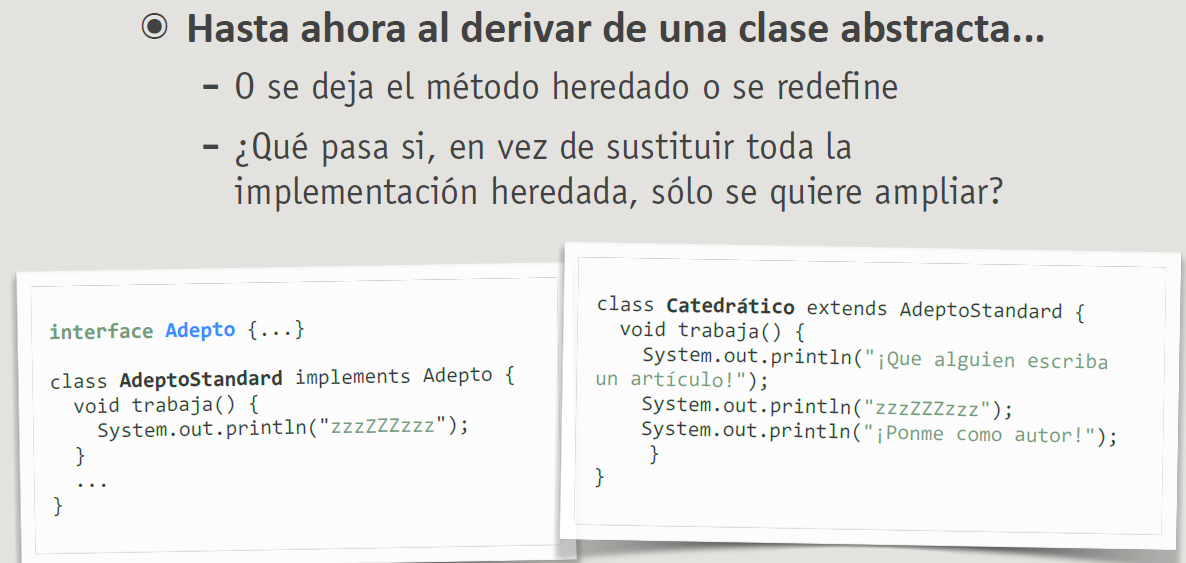 Hasta ahora al derivar de una clase abstracta...
- O se deja el método heredado o se redefine
- ¿Qué pasa si, en vez de sustituir toda la
implementación heredada, sólo se quiere ampliar?
interface Adepto {...}
class AdeptoStandard implements Adepto {
void trabaja() {
System.out.println("zzzZZZzzz");
}
...
}
class Catedrático extends AdeptoStandard {
void trabaja() {
System.out.println("¡Que alguien escriba
un artículo!");
System.out.println("zzzZZZzzz");
System.out.println("¡Ponme como autor!");
}
}